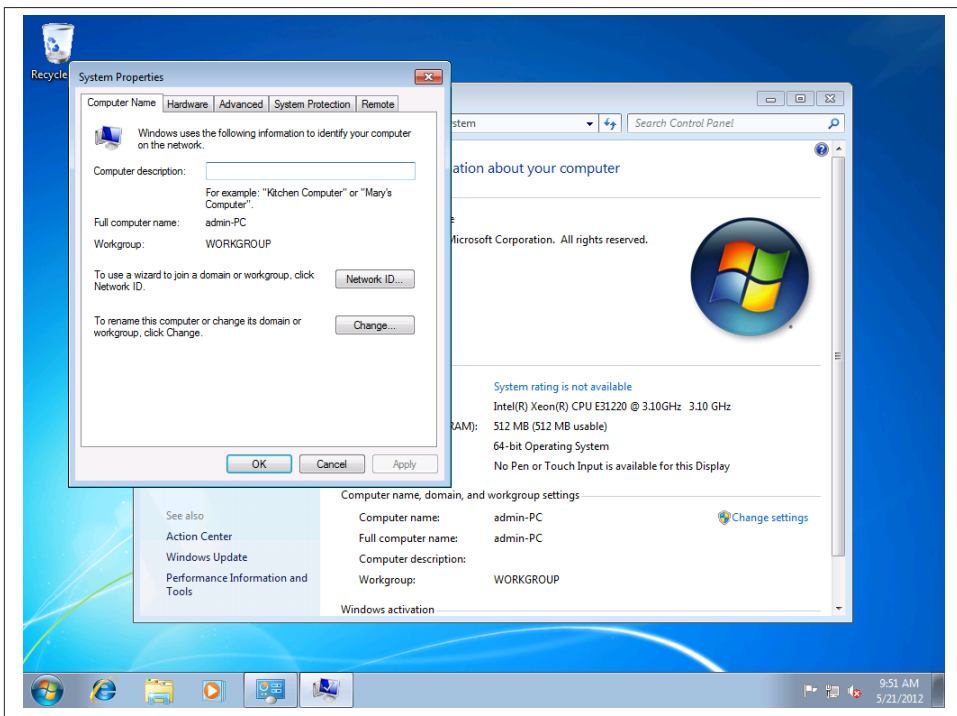 Recycle
System Properties
Computer Name Hardware Advanced System Protection Remote
Windows uses the following information to identify your computer
on the network.
Computer description:
For example: "Kitchen Computer" or "Mary's
Computer".
Full computer name: admin-PC
Workgroup: WORKGROUP
To use a wizard to join a domain or workgroup, click
Network ID.
Network ID...
To rename this computer or change its domain or
workgroup, click Change.
Change...
OK Cancel Apply
stem
Search Control Panel
ation about your computer
Microsoft Corporation. All rights reserved.
System rating is not available
Intel(R) Xeon(R) CPU E31220 @ 3.10GHz 3.10 GHz
RAM): 512 MB (512 MB usable)
64-bit Operating System
No Pen or Touch Input is available for this Display
Computer name, domain, and workgroup settings
Computer name: admin-PC
Change settings
Full computer name: admin-PC
Computer description:
Workgroup: WORKGROUP
Windows activation
See also
Action Center
Windows Update
Performance Information and
Tools
9:51 AM
5/21/2012